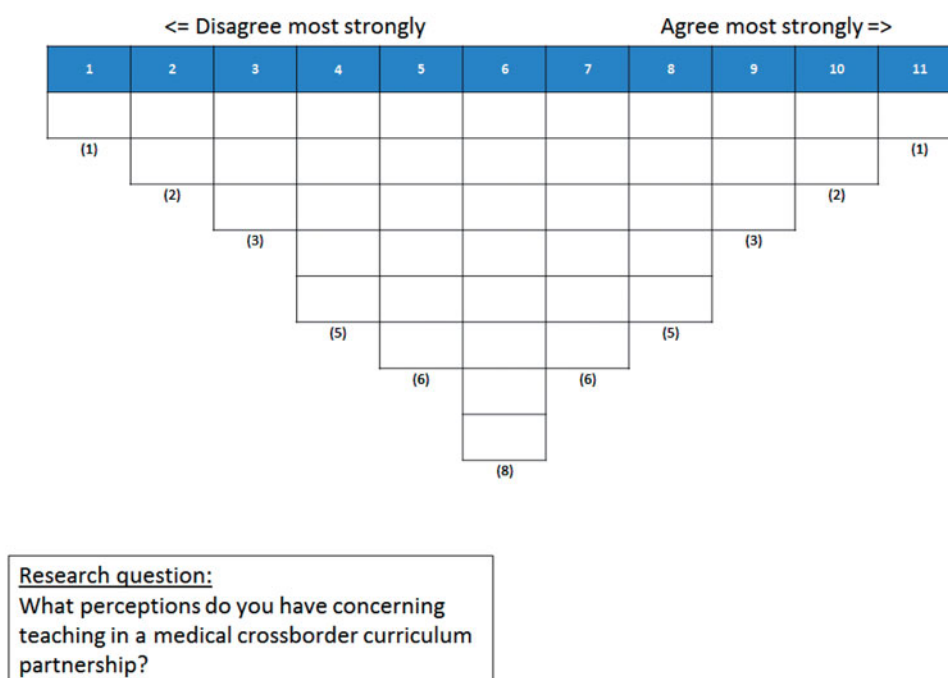 <= Disagree most strongly Agree most strongly =>
1 2 3 4 5 6 7 8 9 10 11
(1) (1)
(2) (2)
(3) (3)
(5) (5)
(6) (6)
(8)
Research question:
What perceptions do you have concerning
teaching in a medical crossborder curriculum
partnership?